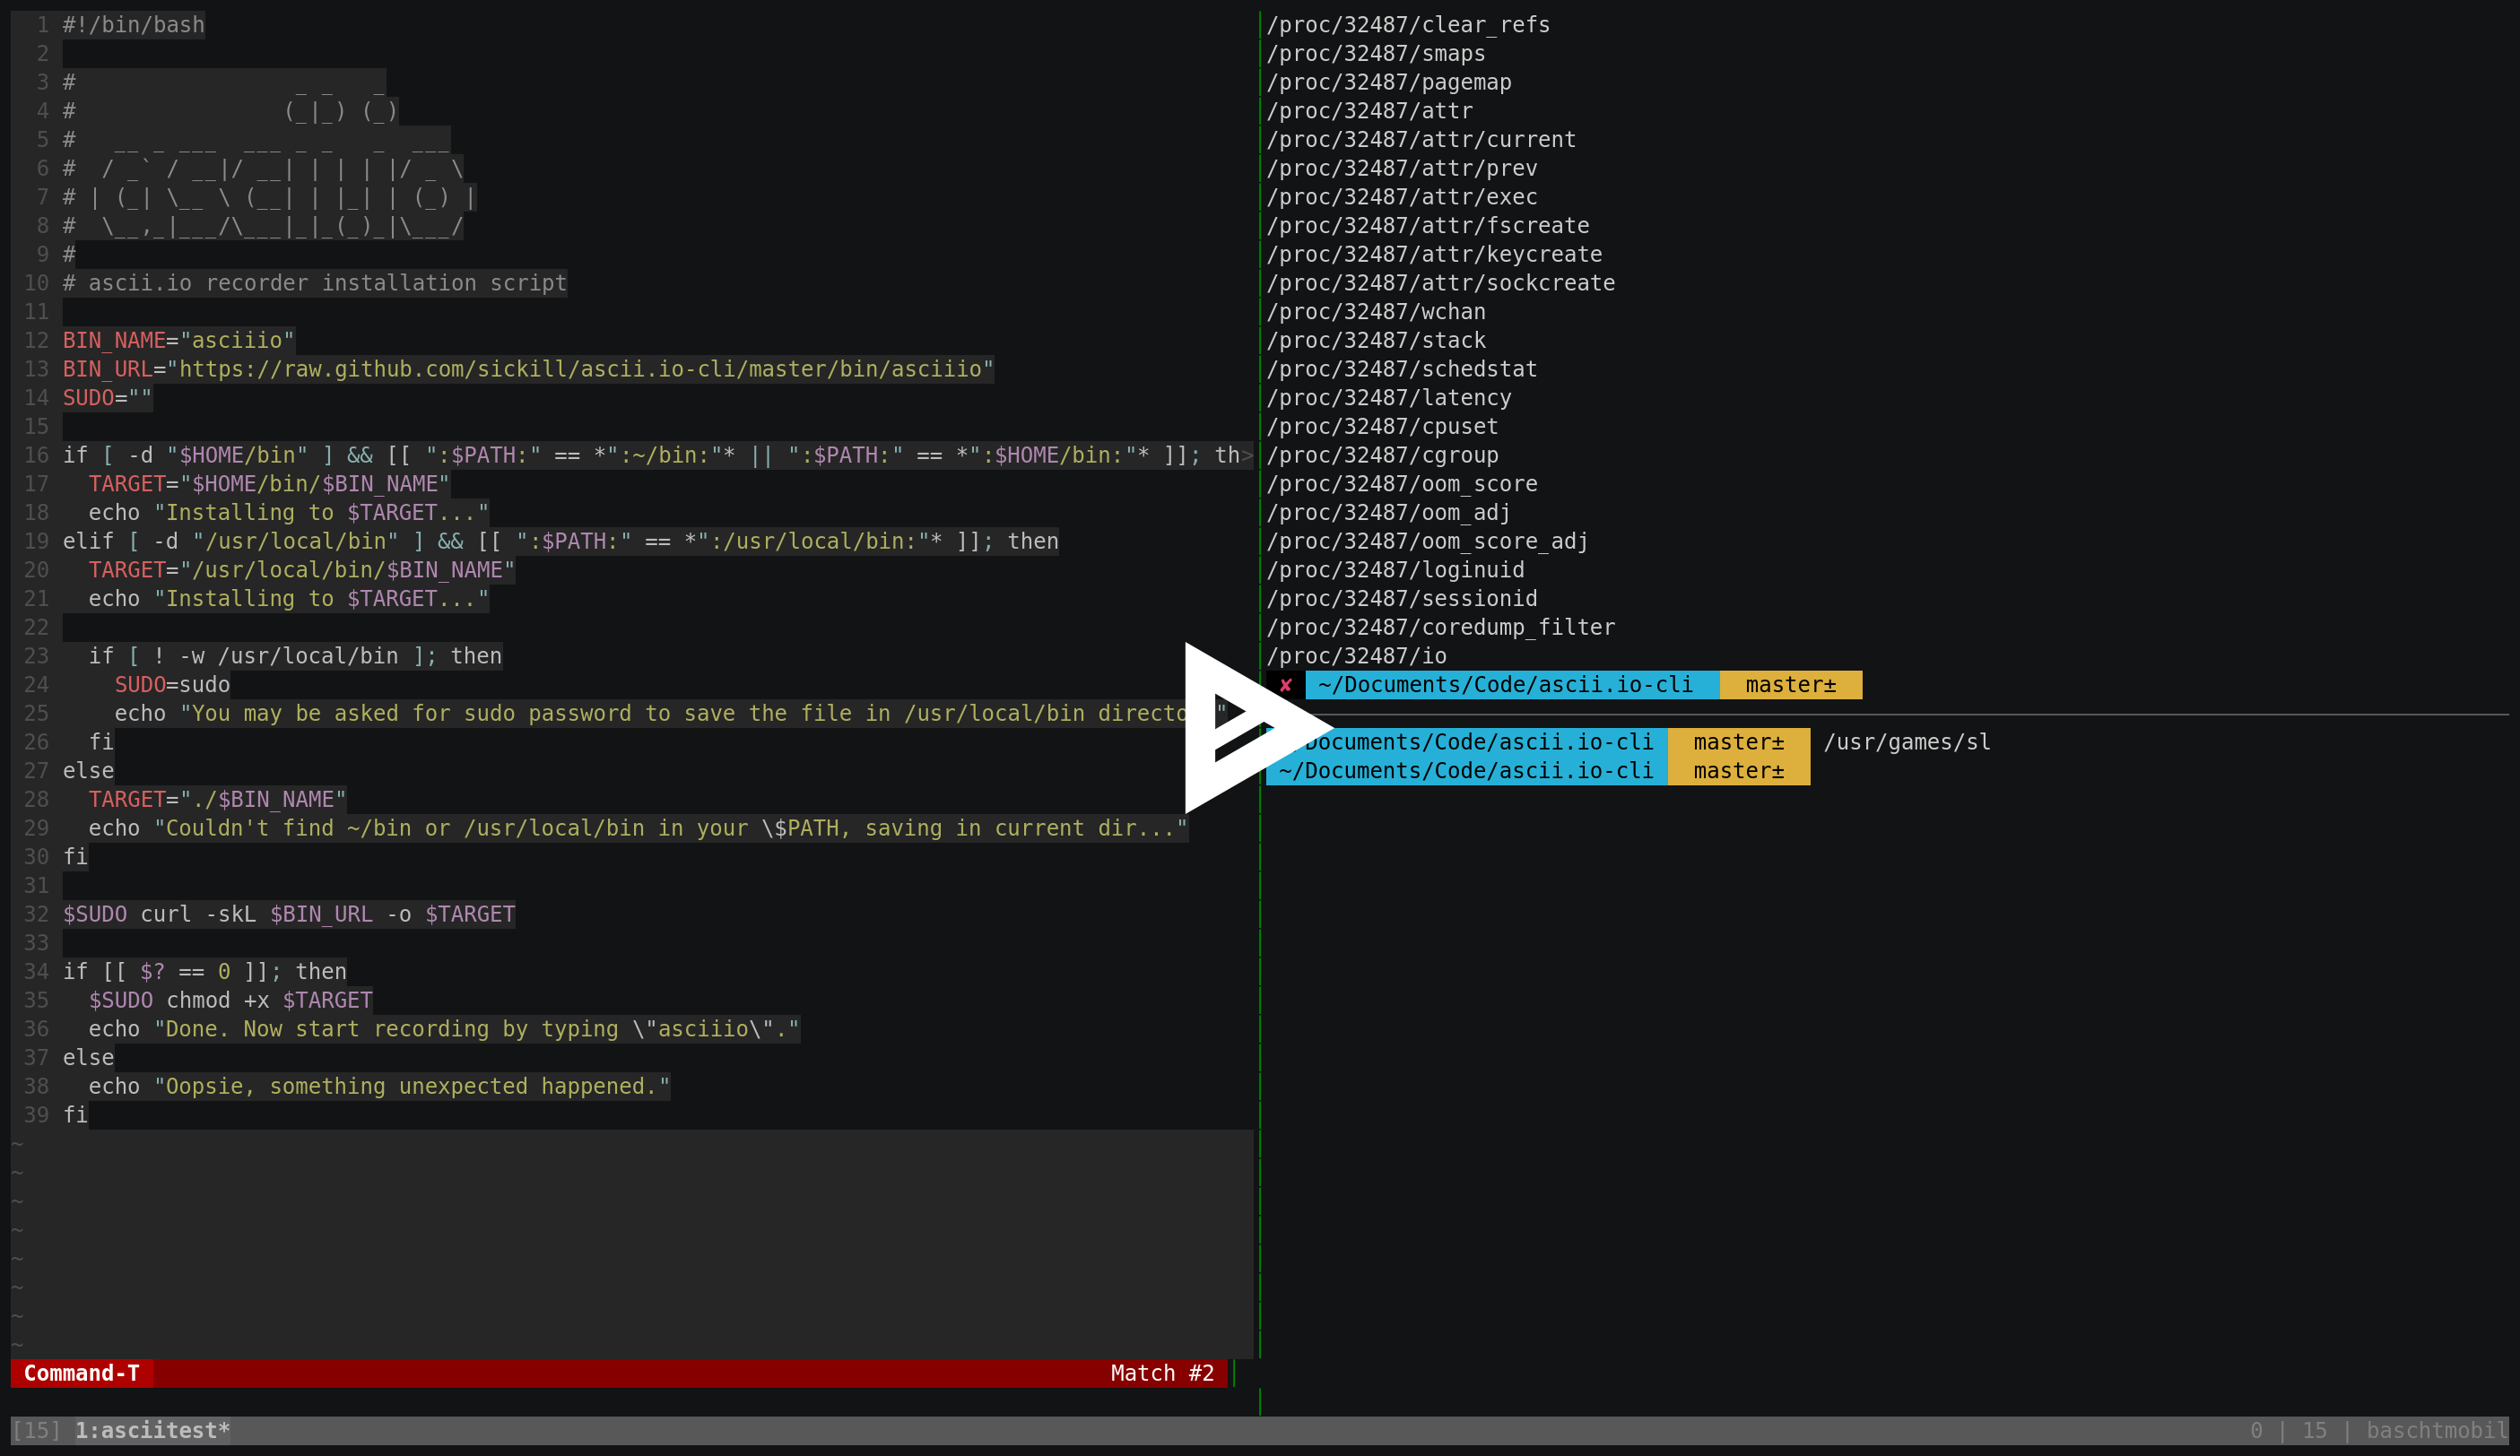 1 #!/bin/bash
2
3 #                 _ _   _
4 #                (_|_) (_)
5 #   __ _ ___  ___ _ _   _  ___
6 #  / _` / __|/ __| | | | |/ _ \
7 # | (_| \__ \ (__| | |_| | (_) |
8 #  \__,_|___/\___|_|_(_)_|\___/
9 #
10 # ascii.io recorder installation script
11
12 BIN_NAME="asciiio"
13 BIN_URL="https://raw.github.com/sickill/ascii.io-cli/master/bin/asciiio"
14 SUDO=""
15
16 if [ -d "$HOME/bin" ] && [[ ":$PATH:" == *":~/bin:"* || ":$PATH:" == *":$HOME/bin:"* ]]; th>
17   TARGET="$HOME/bin/$BIN_NAME"
18   echo "Installing to $TARGET..."
19 elif [ -d "/usr/local/bin" ] && [[ ":$PATH:" == *":/usr/local/bin:"* ]]; then
20   TARGET="/usr/local/bin/$BIN_NAME"
21   echo "Installing to $TARGET..."
22
23   if [ ! -w /usr/local/bin ]; then
24     SUDO=sudo
25     echo "You may be asked for sudo password to save the file in /usr/local/bin directo "
26   fi
27 else
28   TARGET="./$BIN_NAME"
29   echo "Couldn't find ~/bin or /usr/local/bin in your \$PATH, saving in current dir..."
30 fi
31
32 $SUDO curl -skL $BIN_URL -o $TARGET
33
34 if [[ $? == 0 ]]; then
35   $SUDO chmod +x $TARGET
36   echo "Done. Now start recording by typing \"asciiio\"."
37 else
38   echo "Oopsie, something unexpected happened."
39 fi
~
~
~
~
~
~
~
~
Command-T Match #2
/proc/32487/clear_refs
/proc/32487/smaps
/proc/32487/pagemap
/proc/32487/attr
/proc/32487/attr/current
/proc/32487/attr/prev
/proc/32487/attr/exec
/proc/32487/attr/fscreate
/proc/32487/attr/keycreate
/proc/32487/attr/sockcreate
/proc/32487/wchan
/proc/32487/stack
/proc/32487/schedstat
/proc/32487/latency
/proc/32487/cpuset
/proc/32487/cgroup
/proc/32487/oom_score
/proc/32487/oom_adj
/proc/32487/oom_score_adj
/proc/32487/loginuid
/proc/32487/sessionid
/proc/32487/coredump_filter
/proc/32487/io
✘ ~/Documents/Code/ascii.io-cli master±
Documents/Code/ascii.io-cli master± /usr/games/sl
~/Documents/Code/ascii.io-cli master±
[15] 1:asciitest* 0 | 15 | baschtmobil